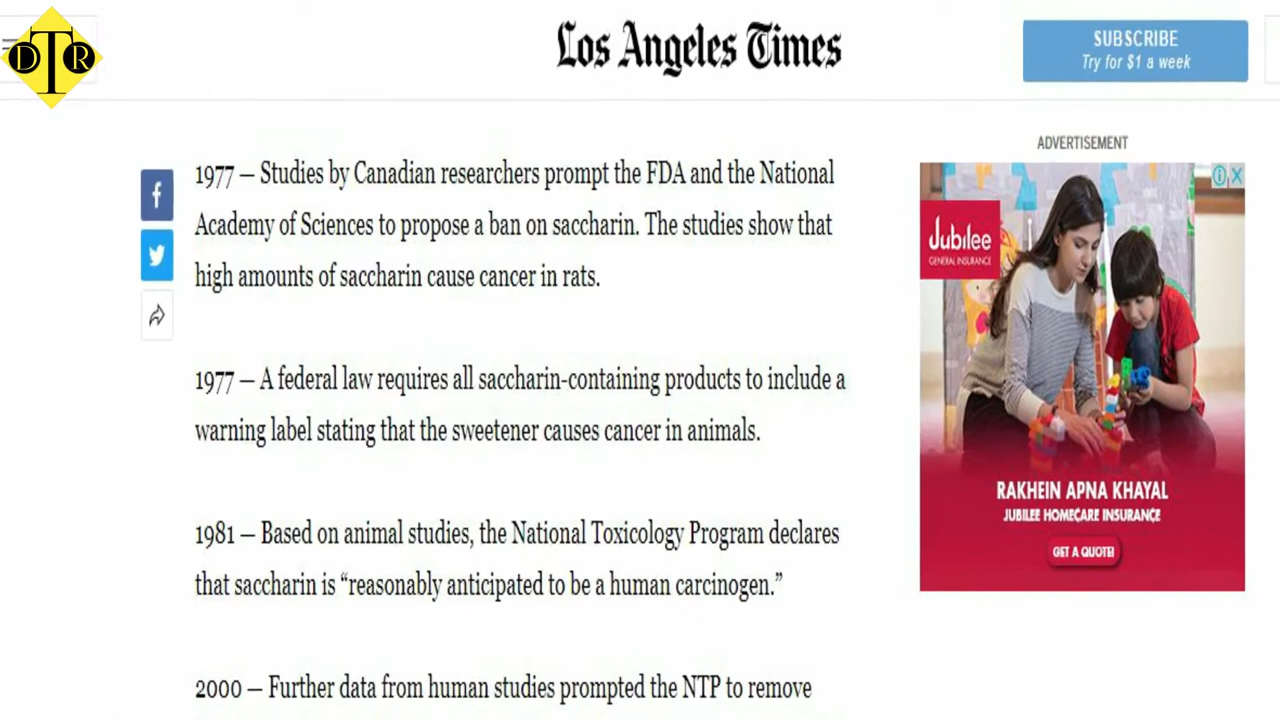 DTR
Los Angeles Times
SUBSCRIBE
Try for $1 a week
ADVERTISEMENT
1977 – Studies by Canadian researchers prompt the FDA and the National
Academy of Sciences to propose a ban on saccharin. The studies show that
high amounts of saccharin cause cancer in rats.
1977 – A federal law requires all saccharin-containing products to include a
warning label stating that the sweetener causes cancer in animals.
1981 – Based on animal studies, the National Toxicology Program declares
that saccharin is “reasonably anticipated to be a human carcinogen.”
2000 – Further data from human studies prompted the NTP to remove
Jubilee
GENERAL INSURANCE
RAKHEIN APNA KHAYAL
JUBILEE HOMECARE INSURANCE
GET A QUOTE!